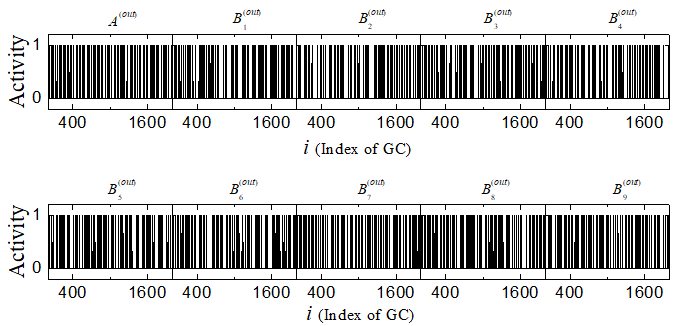 A^(out) B_1^(out) B_2^(out) B_3^(out) B_4^(out)
Activity
1
0
400 1600 400 1600 400 1600 400 1600 400 1600
i (Index of GC)
B_5^(out) B_6^(out) B_7^(out) B_8^(out) B_9^(out)
Activity
1
0
400 1600 400 1600 400 1600 400 1600 400 1600
i (Index of GC)